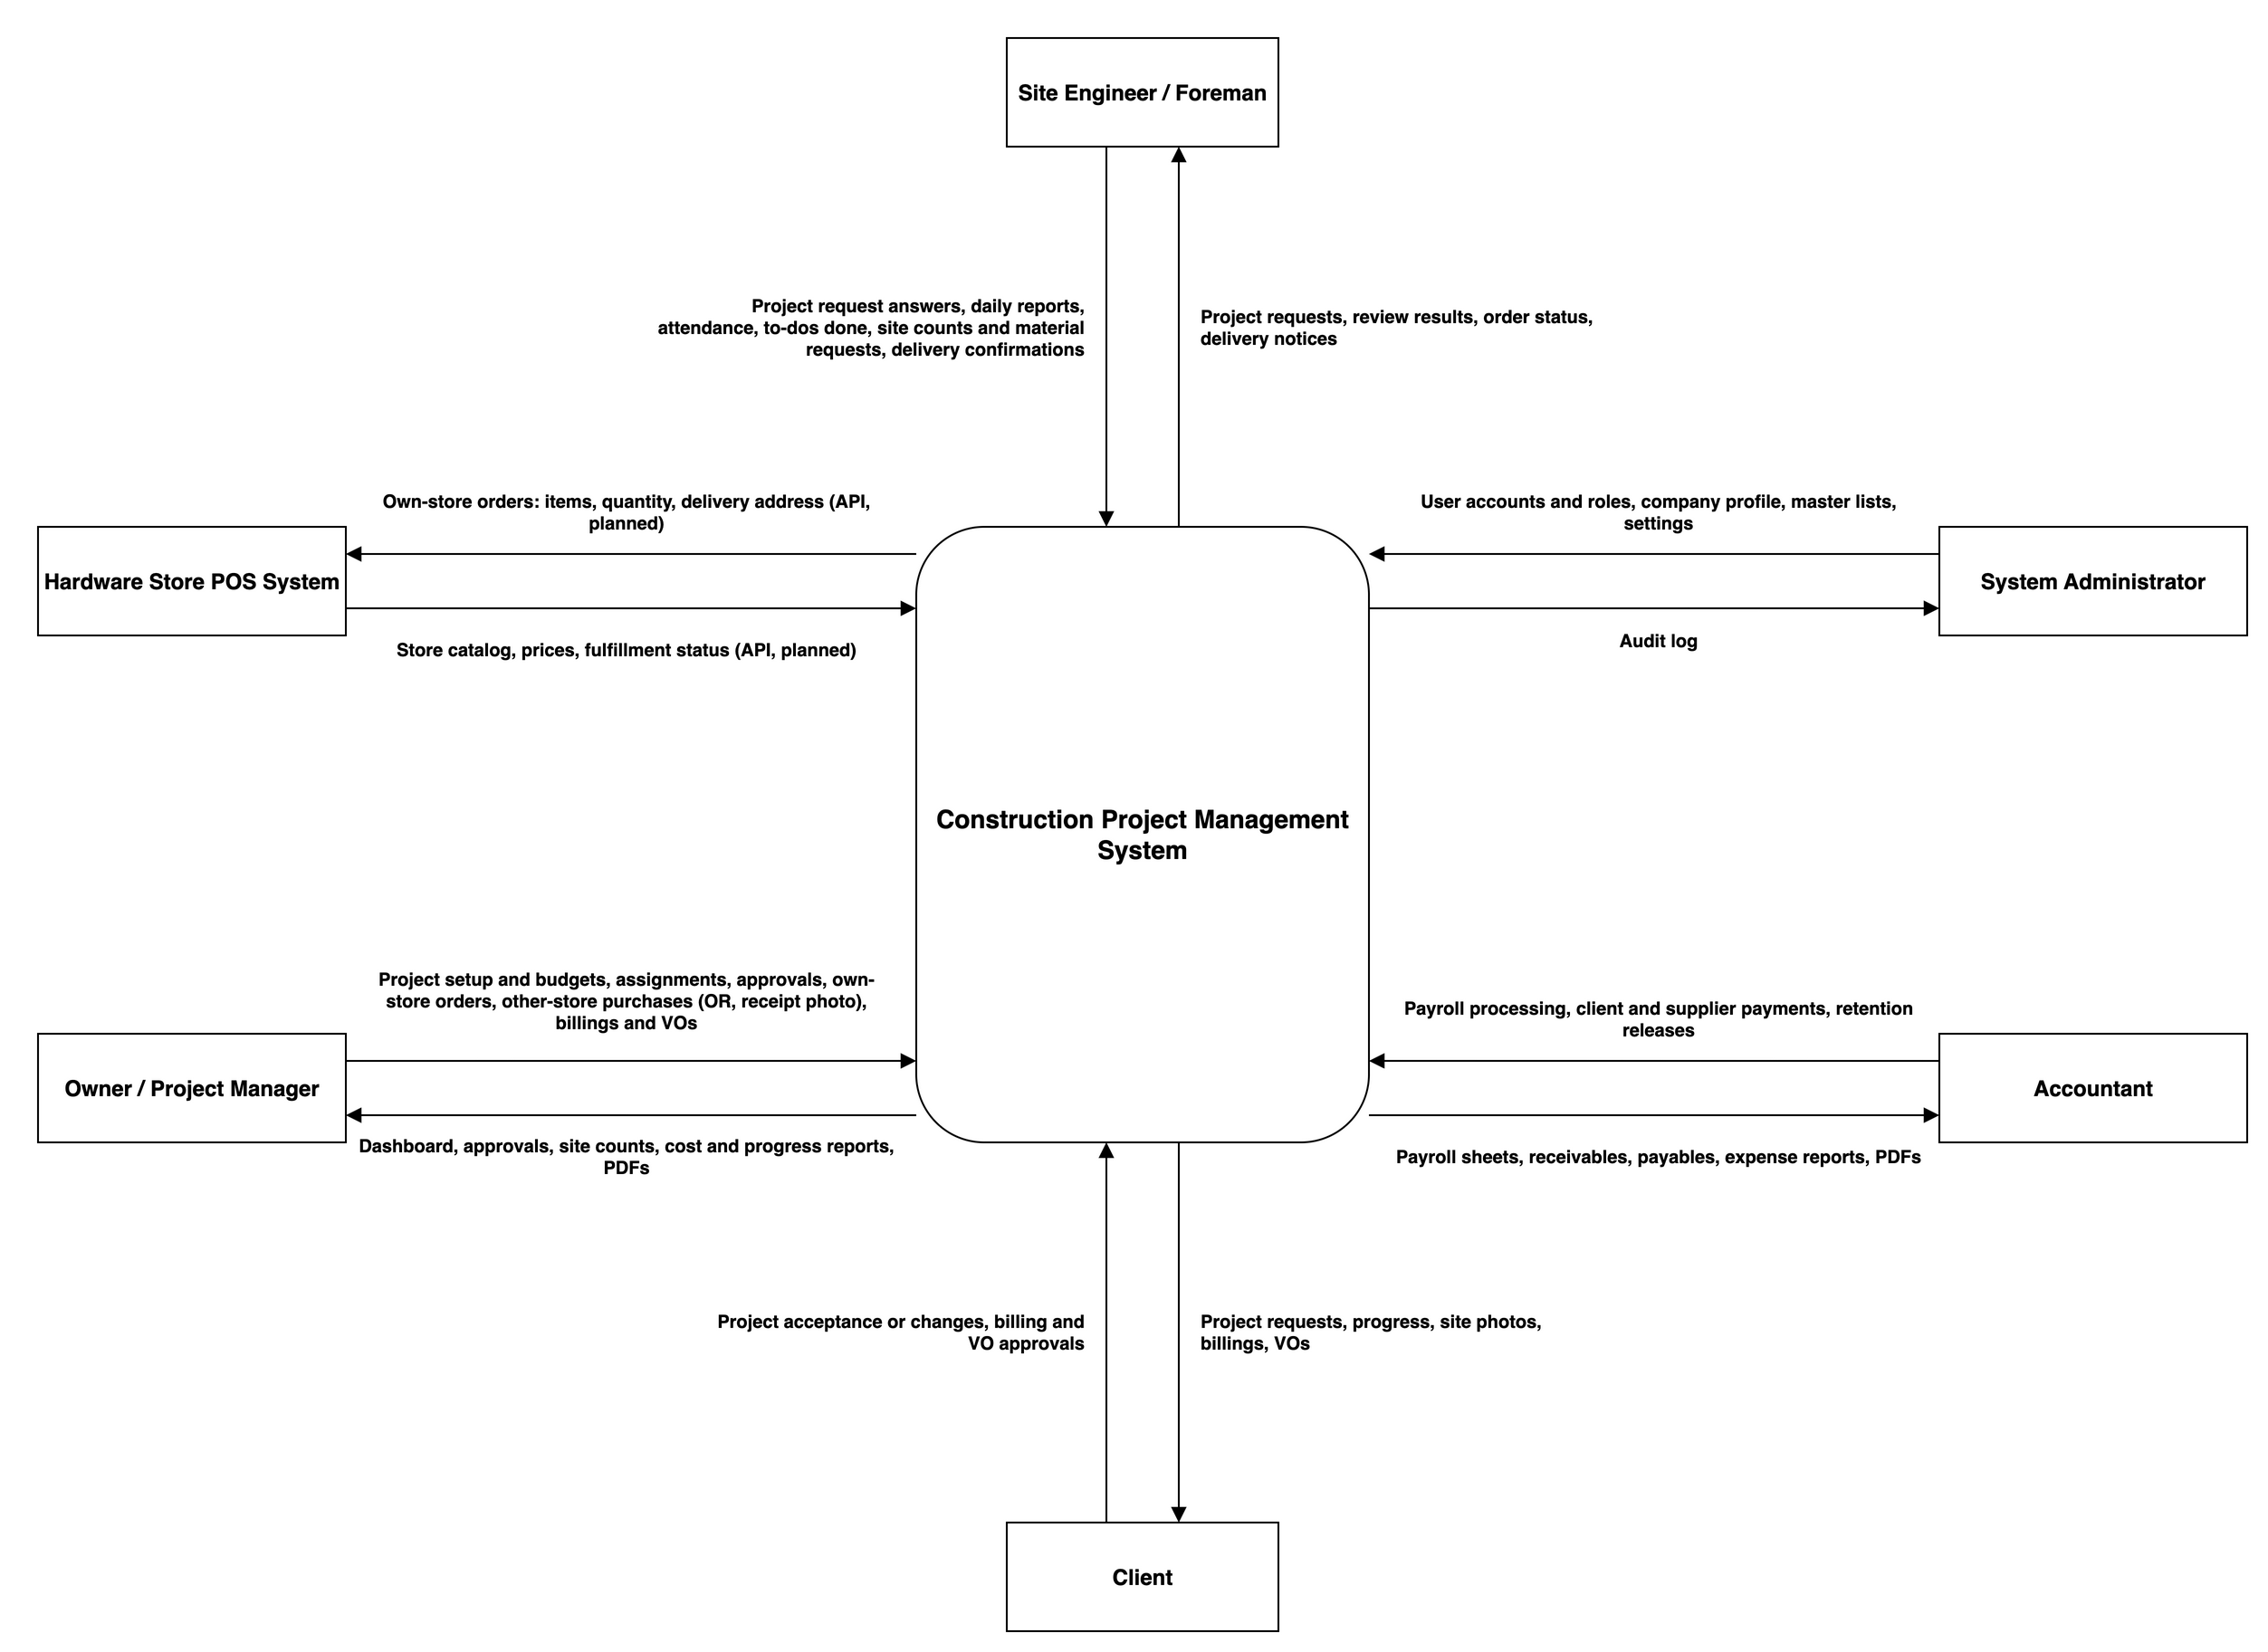 Site Engineer / Foreman
Project request answers, daily reports,
attendance, to-dos done, site counts and material
requests, delivery confirmations
Project requests, review results, order status,
delivery notices
Own-store orders: items, quantity, delivery address (API,
planned)
Hardware Store POS System
Store catalog, prices, fulfillment status (API, planned)
User accounts and roles, company profile, master lists,
settings
System Administrator
Audit log
Construction Project Management
System
Project setup and budgets, assignments, approvals, own-
store orders, other-store purchases (OR, receipt photo),
billings and VOs
Owner / Project Manager
Dashboard, approvals, site counts, cost and progress reports,
PDFs
Payroll processing, client and supplier payments, retention
releases
Accountant
Payroll sheets, receivables, payables, expense reports, PDFs
Project acceptance or changes, billing and
VO approvals
Project requests, progress, site photos,
billings, VOs
Client